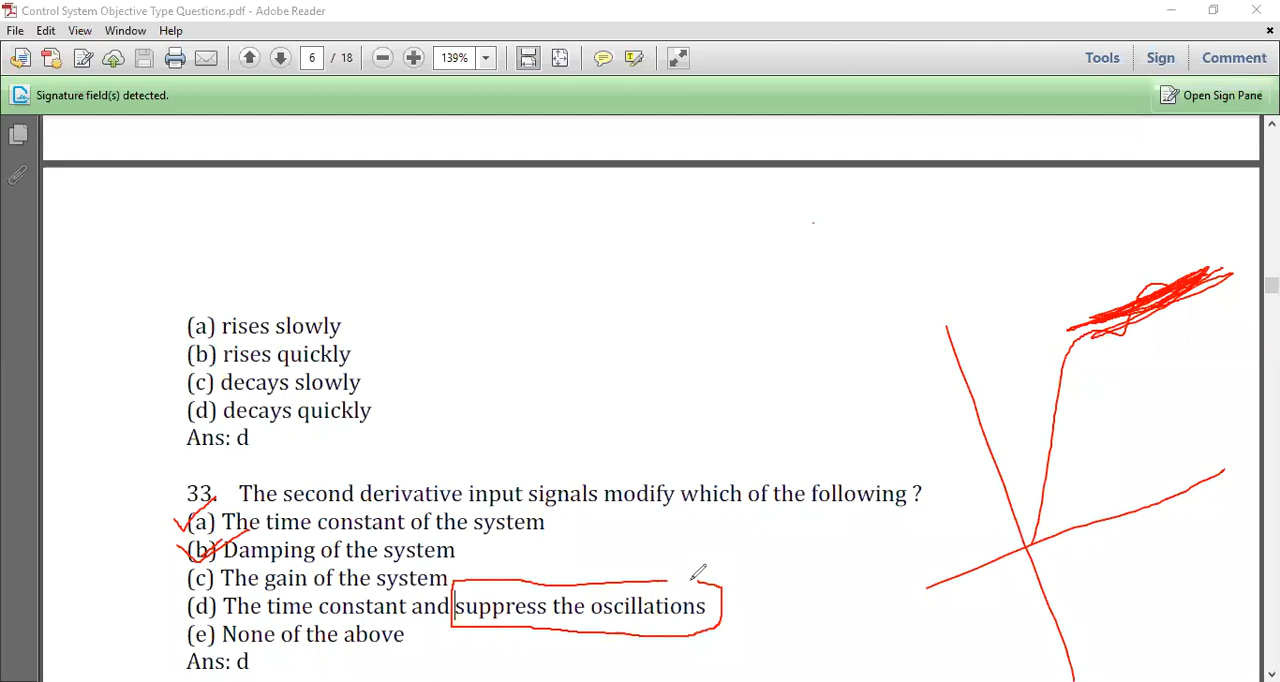 Control System Objective Type Questions.pdf - Adobe Reader
File Edit View Window Help
6 / 18 139% Tools Sign Comment
Signature field(s) detected. Open Sign Pane
(a) rises slowly
(b) rises quickly
(c) decays slowly
(d) decays quickly
Ans: d
33. The second derivative input signals modify which of the following ?
(a) The time constant of the system
(b) Damping of the system
(c) The gain of the system
(d) The time constant and suppress the oscillations
(e) None of the above
Ans: d